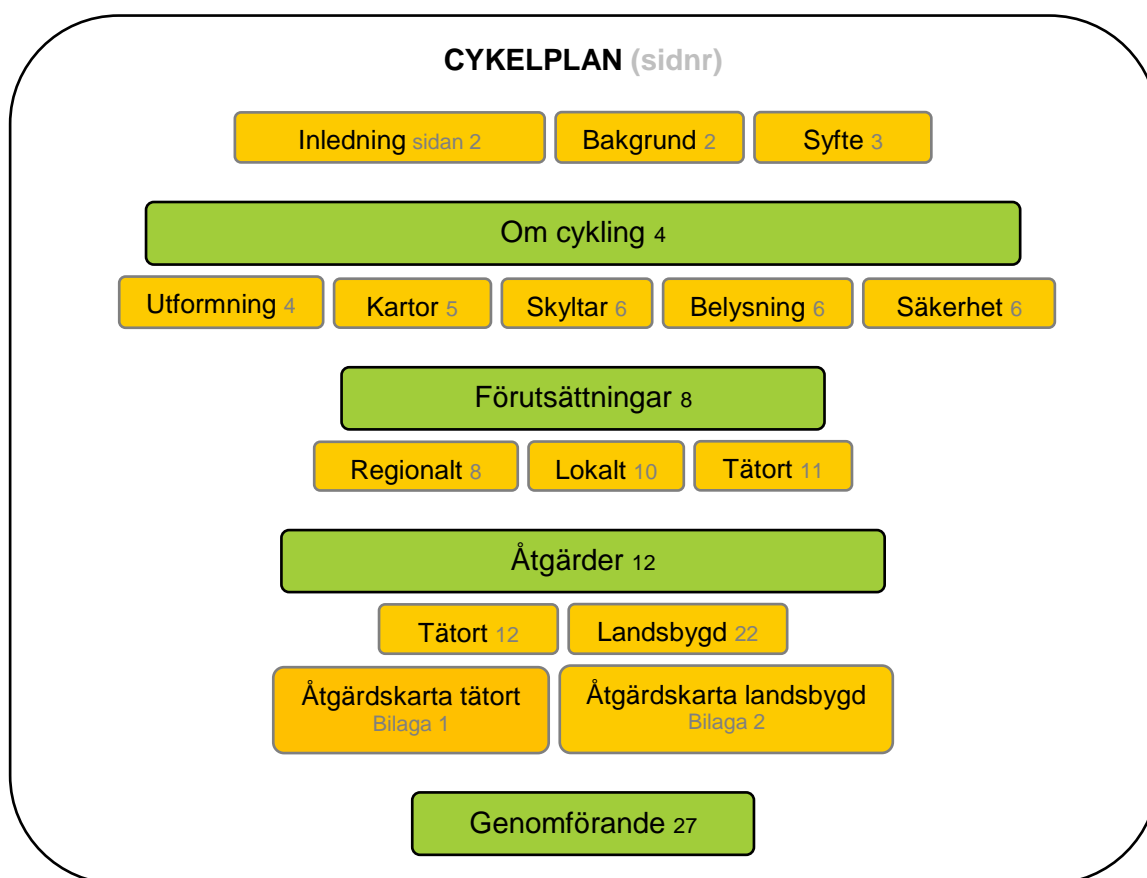 CYKELPLAN (sidnr)
Inledning sidan 2 Bakgrund 2 Syfte 3
Om cykling 4
Utformning 4 Kartor 5 Skyltar 6 Belysning 6 Säkerhet 6
Förutsättningar 8
Regionalt 8 Lokalt 10 Tätort 11
Åtgärder 12
Tätort 12 Landsbygd 22
Åtgärdskarta tätort
Bilaga 1
Åtgärdskarta landsbygd
Bilaga 2
Genomförande 27